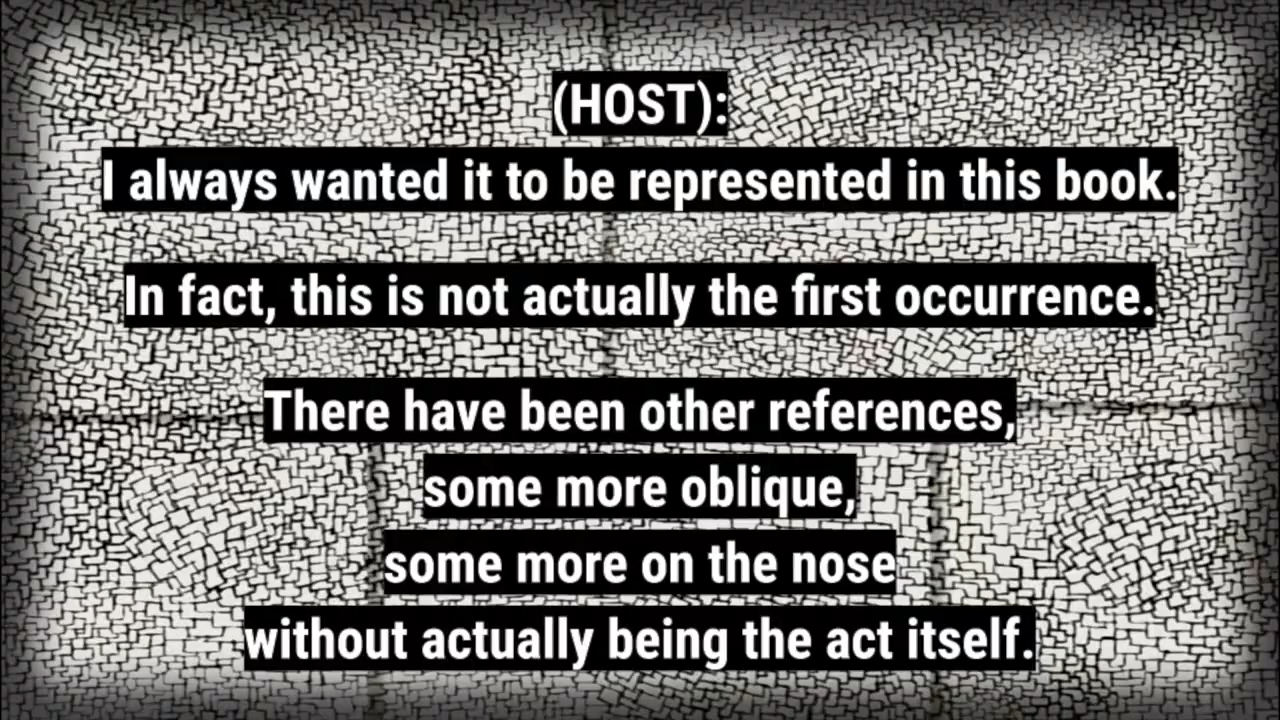 (HOST):
I always wanted it to be represented in this book.
In fact, this is not actually the first occurrence.
There have been other references,
some more oblique,
some more on the nose
without actually being the act itself.